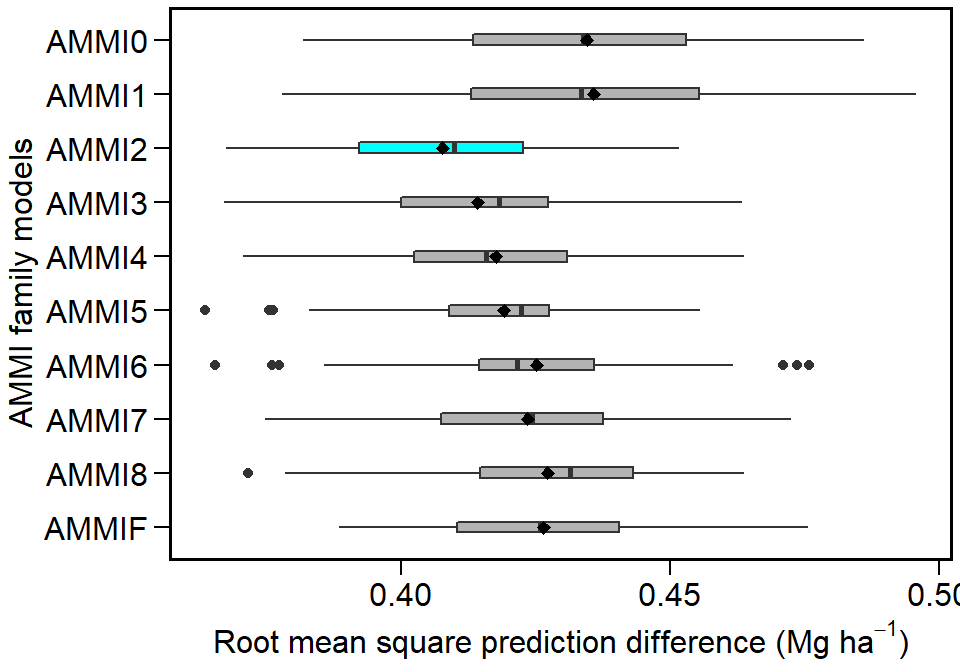 AMMI family models
AMMI0
AMMI1
AMMI2
AMMI3
AMMI4
AMMI5
AMMI6
AMMI7
AMMI8
AMMIF
0.40 0.45 0.50
Root mean square prediction difference (Mg ha⁻¹)